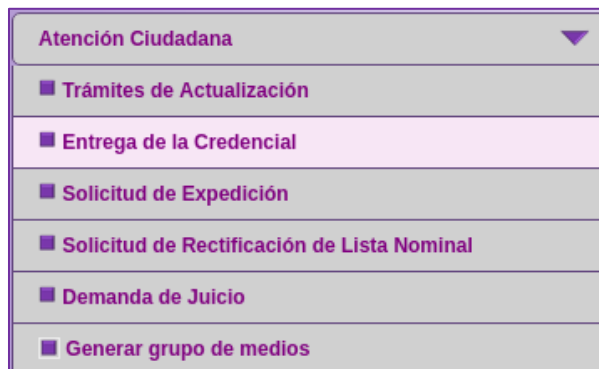 Atención Ciudadana
Trámites de Actualización
Entrega de la Credencial
Solicitud de Expedición
Solicitud de Rectificación de Lista Nominal
Demanda de Juicio
Generar grupo de medios